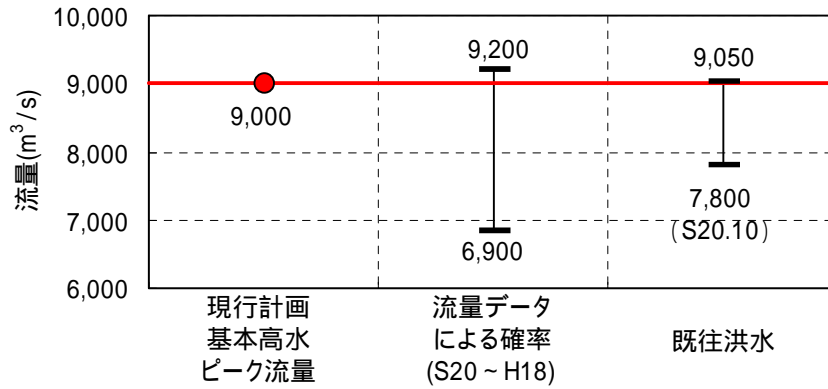 流量(m³/s)
10,000
9,000
8,000
7,000
6,000
9,000
9,200
6,900
9,050
7,800
(S20.10)
現行計画
基本高水
ピーク流量
流量データ
による確率
(S20～H18)
既往洪水